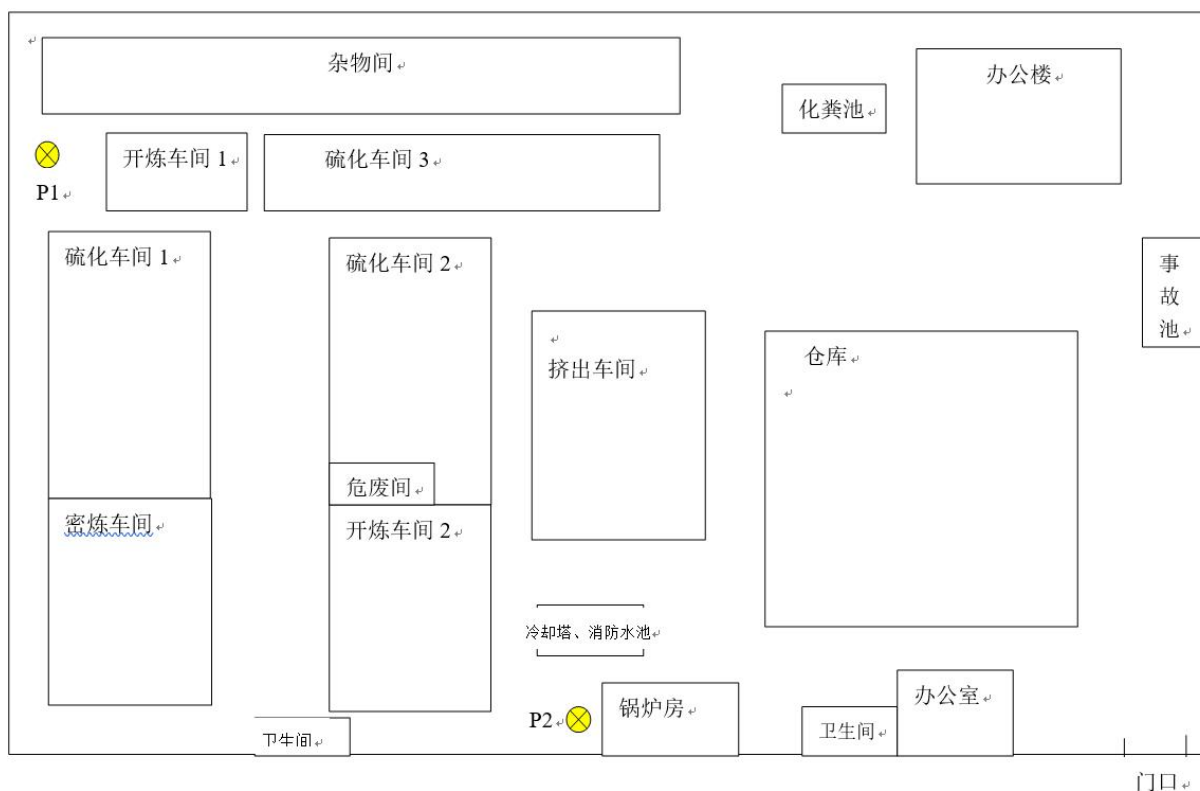 杂物间
办公楼
化粪池
开炼车间 1
硫化车间 3
P1
硫化车间 1
硫化车间 2
事
故
池
挤出车间
仓库
危废间
密炼车间
开炼车间 2
冷却塔、消防水池
办公室
锅炉房
P2
卫生间
卫生间
门口